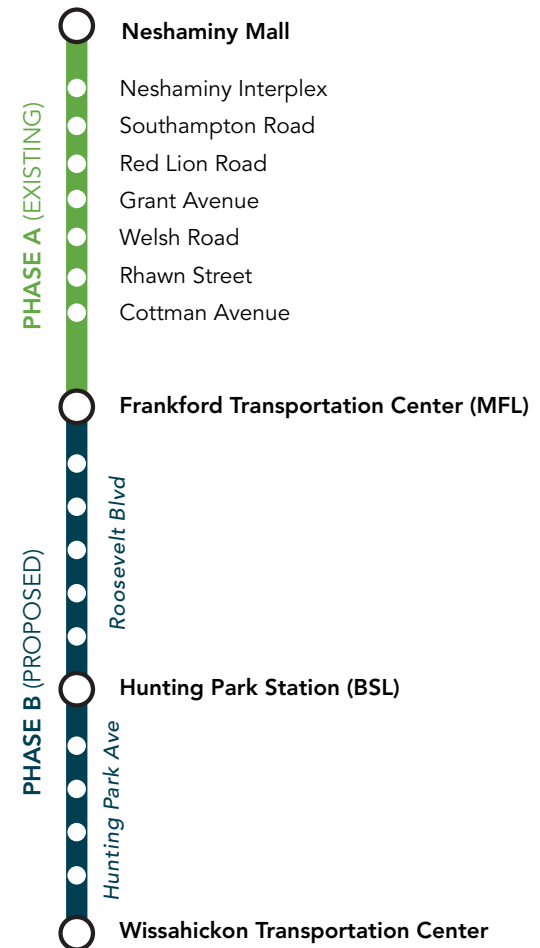 Neshaminy Mall
Neshaminy Interplex
Southampton Road
Red Lion Road
Grant Avenue
Welsh Road
Rhawn Street
Cottman Avenue
PHASE A (EXISTING)
Frankford Transportation Center (MFL)
Roosevelt Blvd
PHASE B (PROPOSED)
Hunting Park Station (BSL)
Hunting Park Ave
Wissahickon Transportation Center